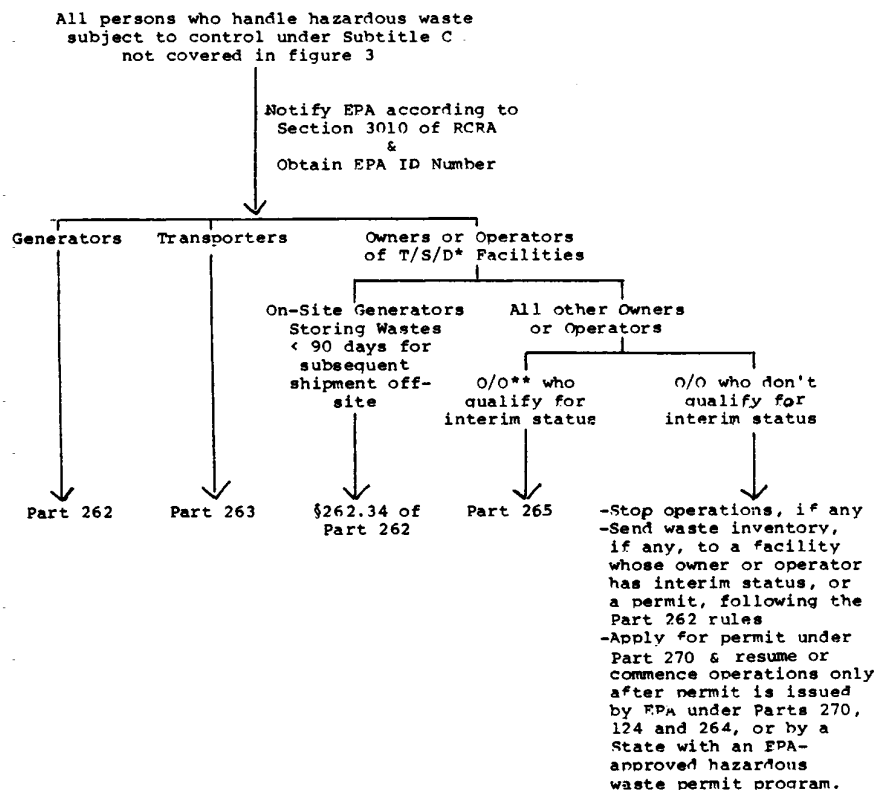 All persons who handle hazardous waste
subject to control under Subtitle C
not covered in figure 3
Notify EPA according to
Section 3010 of RCRA
&
Obtain EPA ID Number
Generators
Transporters
Owners or Operators
of T/S/D* Facilities
On-Site Generators
Storing Wastes
< 90 days for
subsequent
shipment off-
site
All other Owners
or Operators
O/O** who
qualify for
interim status
O/O who don't
qualify for
interim status
Part 262
Part 263
§262.34 of
Part 262
Part 265
-Stop operations, if any
-Send waste inventory,
if any, to a facility
whose owner or operator
has interim status, or
a permit, following the
Part 262 rules
-Apply for permit under
Part 270 & resume or
commence operations only
after permit is issued
by EPA under Parts 270,
124 and 264, or by a
State with an EPA-
approved hazardous
waste permit program.